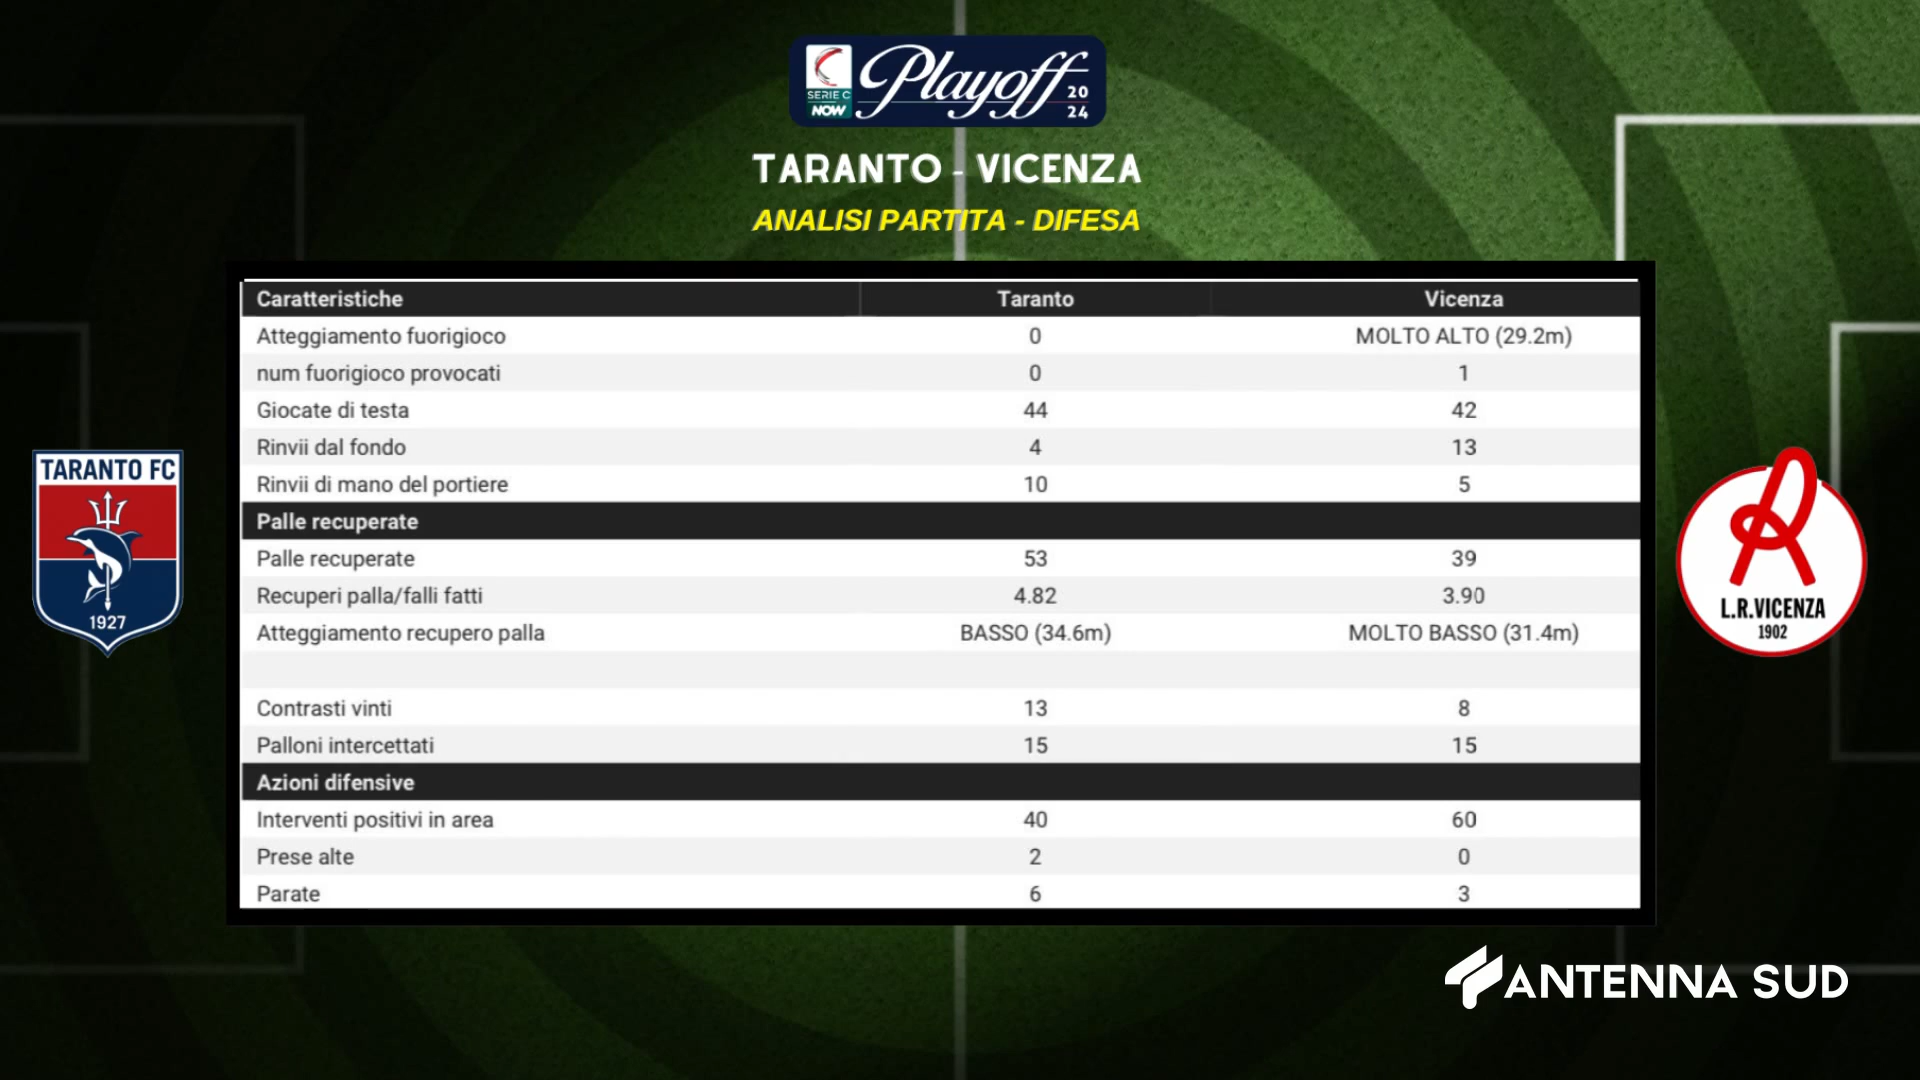 SERIE C
NOW
Playoff
20
24
TARANTO - VICENZA
ANALISI PARTITA - DIFESA
Caratteristiche Taranto Vicenza
Atteggiamento fuorigioco 0 MOLTO ALTO (29.2m)
num fuorigioco provocati 0 1
Giocate di testa 44 42
Rinvii dal fondo 4 13
Rinvii di mano del portiere 10 5
Palle recuperate
Palle recuperate 53 39
Recuperi palla/falli fatti 4.82 3.90
Atteggiamento recupero palla BASSO (34.6m) MOLTO BASSO (31.4m)
Contrasti vinti 13 8
Palloni intercettati 15 15
Azioni difensive
Interventi positivi in area 40 60
Prese alte 2 0
Parate 6 3
TARANTO FC
1927
L.R.VICENZA
1902
ANTENNA SUD